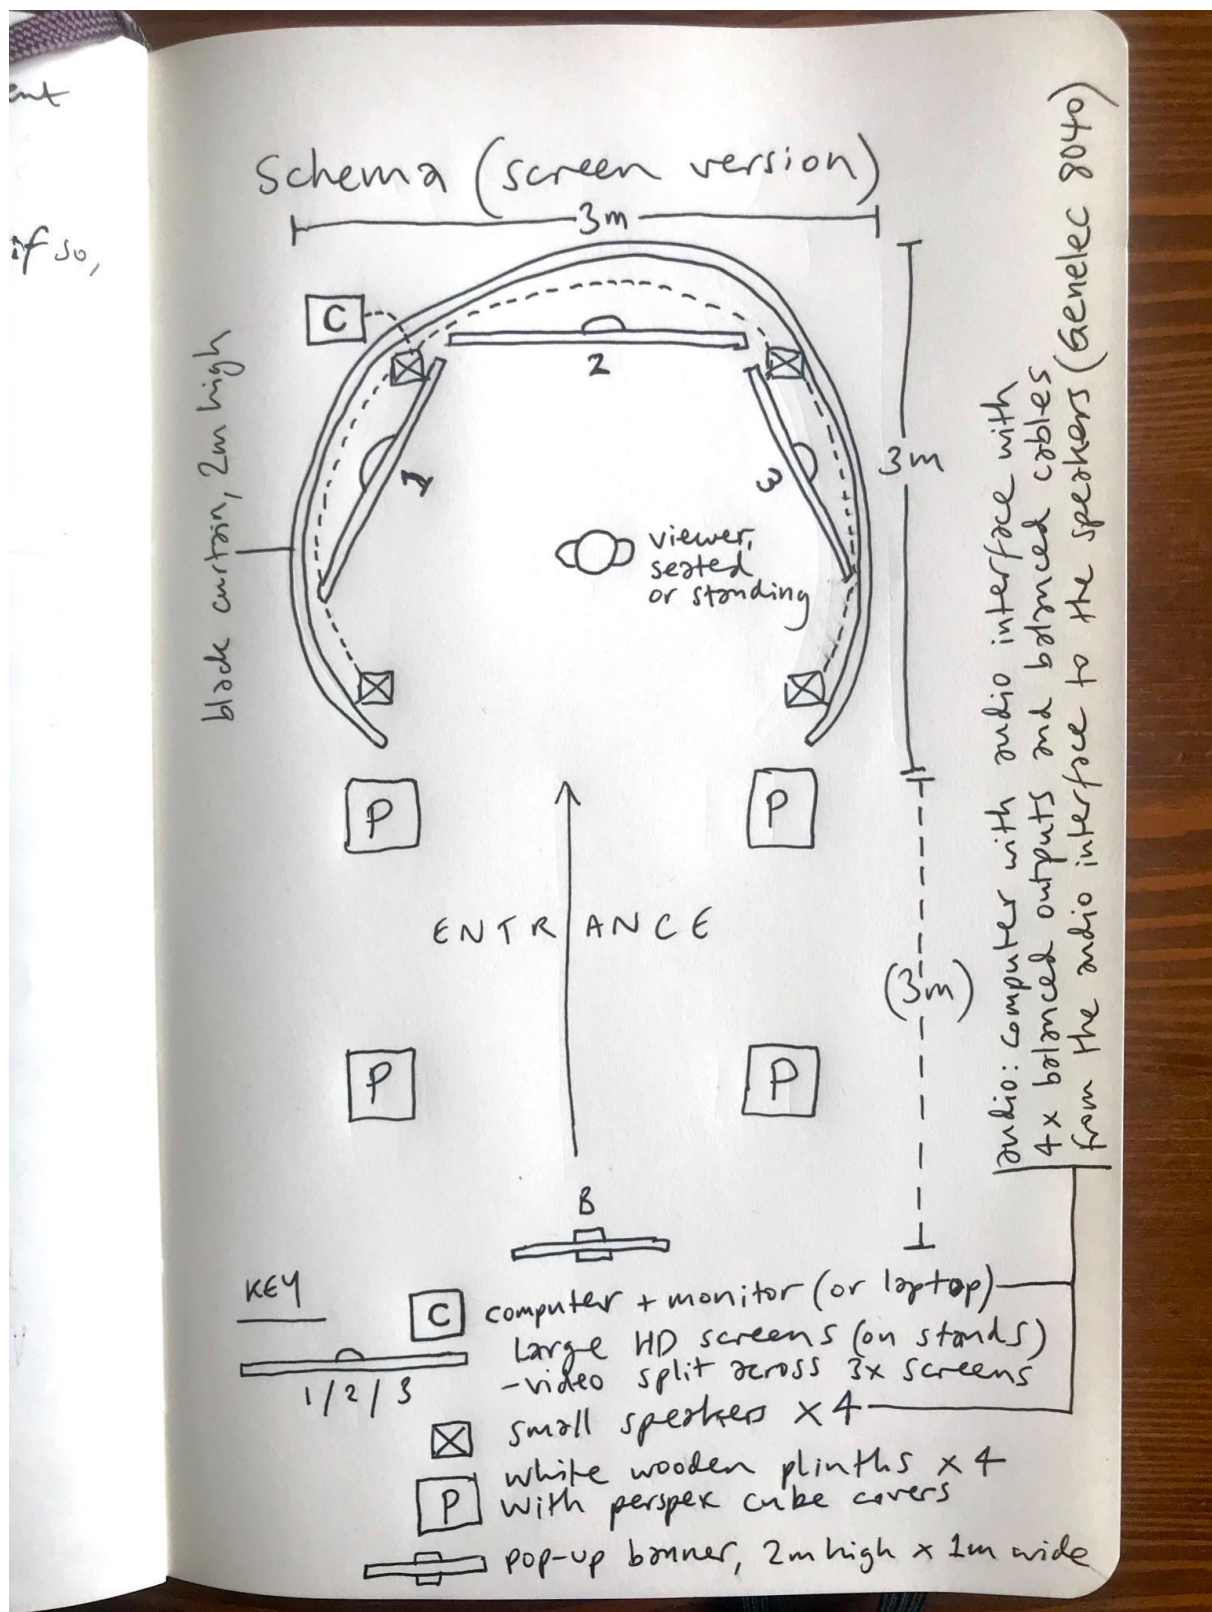 ent
if so,
Schema (screen version)
3m
C
2
1
3
3m
viewer,
seated
or standing
black curtain, 2m high
P
P
ENTRANCE
(3m)
P
P
B
audio: computer with audio interface with
4x balanced outputs and balanced cables
from the audio interface to the speakers (Genelec 8040)
KEY
C computer + monitor (or laptop)
large HD screens (on stands)
1/2/3 - video split across 3x screens
small speakers x4
white wooden plinths x4
P with perspex cube covers
pop-up banner, 2m high x 1m wide